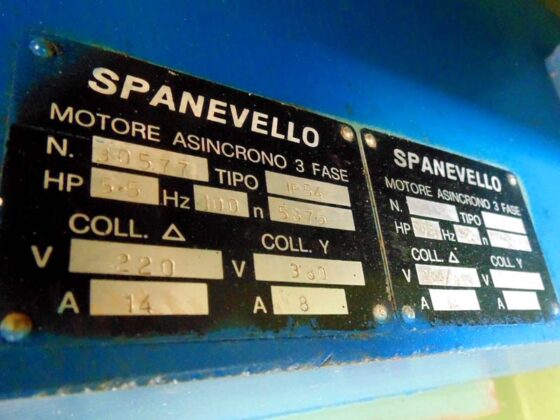 SPANEVELLO
MOTORE ASINCRONO 3 FASE
N. 30577 TIPO IP54
HP 5.5 Hz 100 n 5376
COLL. Δ COLL. Y
V 220 V 380
A 14 A 8
SPANEVELLO
MOTORE ASINCRONO 3 FASE
N. TIPO
HP Hz n
COLL. Δ COLL. Y
V V
A A